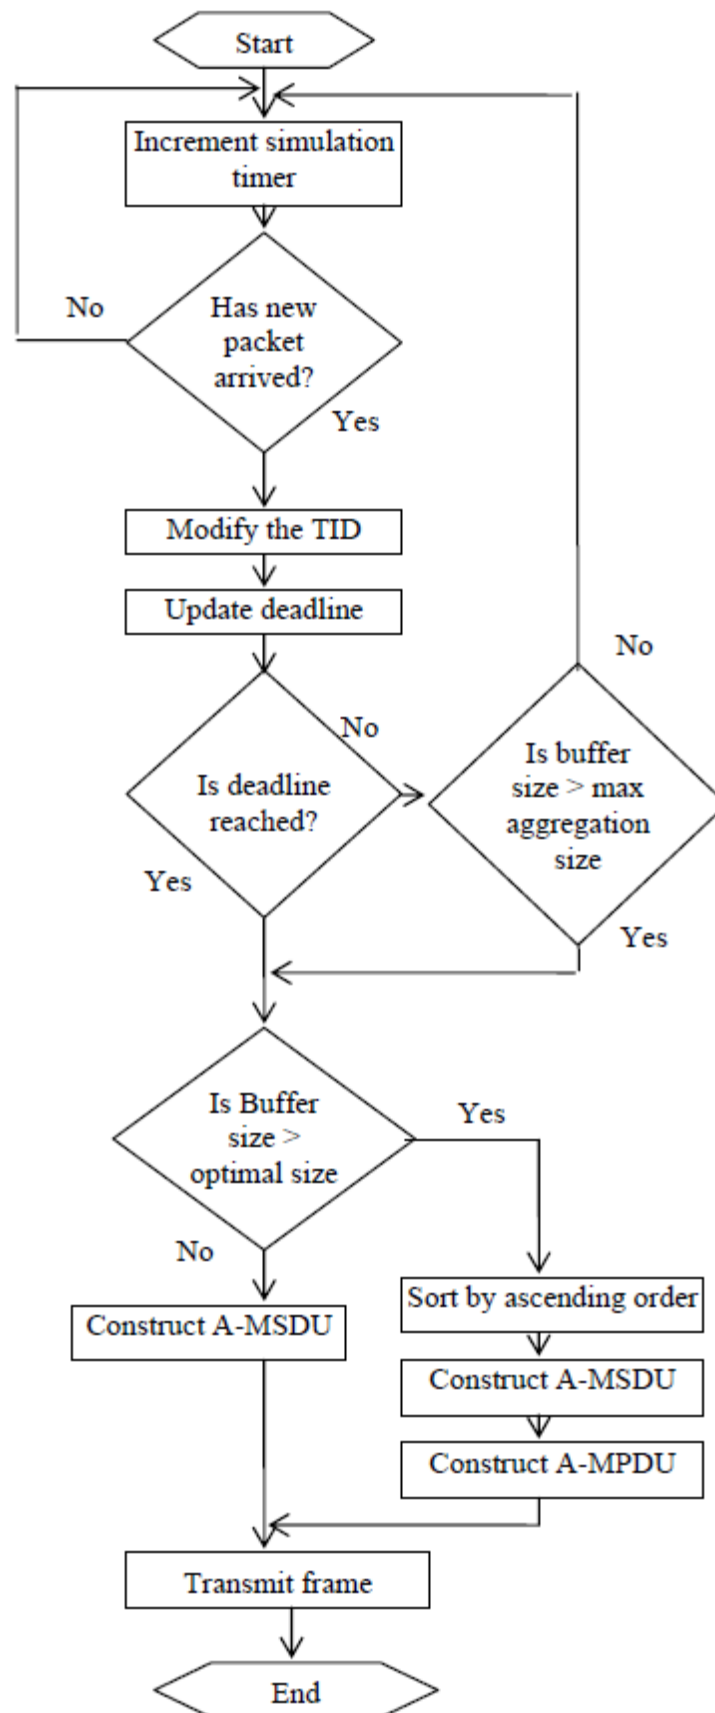 Start
Increment simulation
timer
No
Has new
packet
arrived?
Yes
Modify the TID
Update deadline
No
No
Is deadline
reached?
Is buffer
size > max
aggregation
size
Yes
Yes
Is Buffer
size >
optimal size
Yes
No
Construct A-MSDU
Sort by ascending order
Construct A-MSDU
Construct A-MPDU
Transmit frame
End